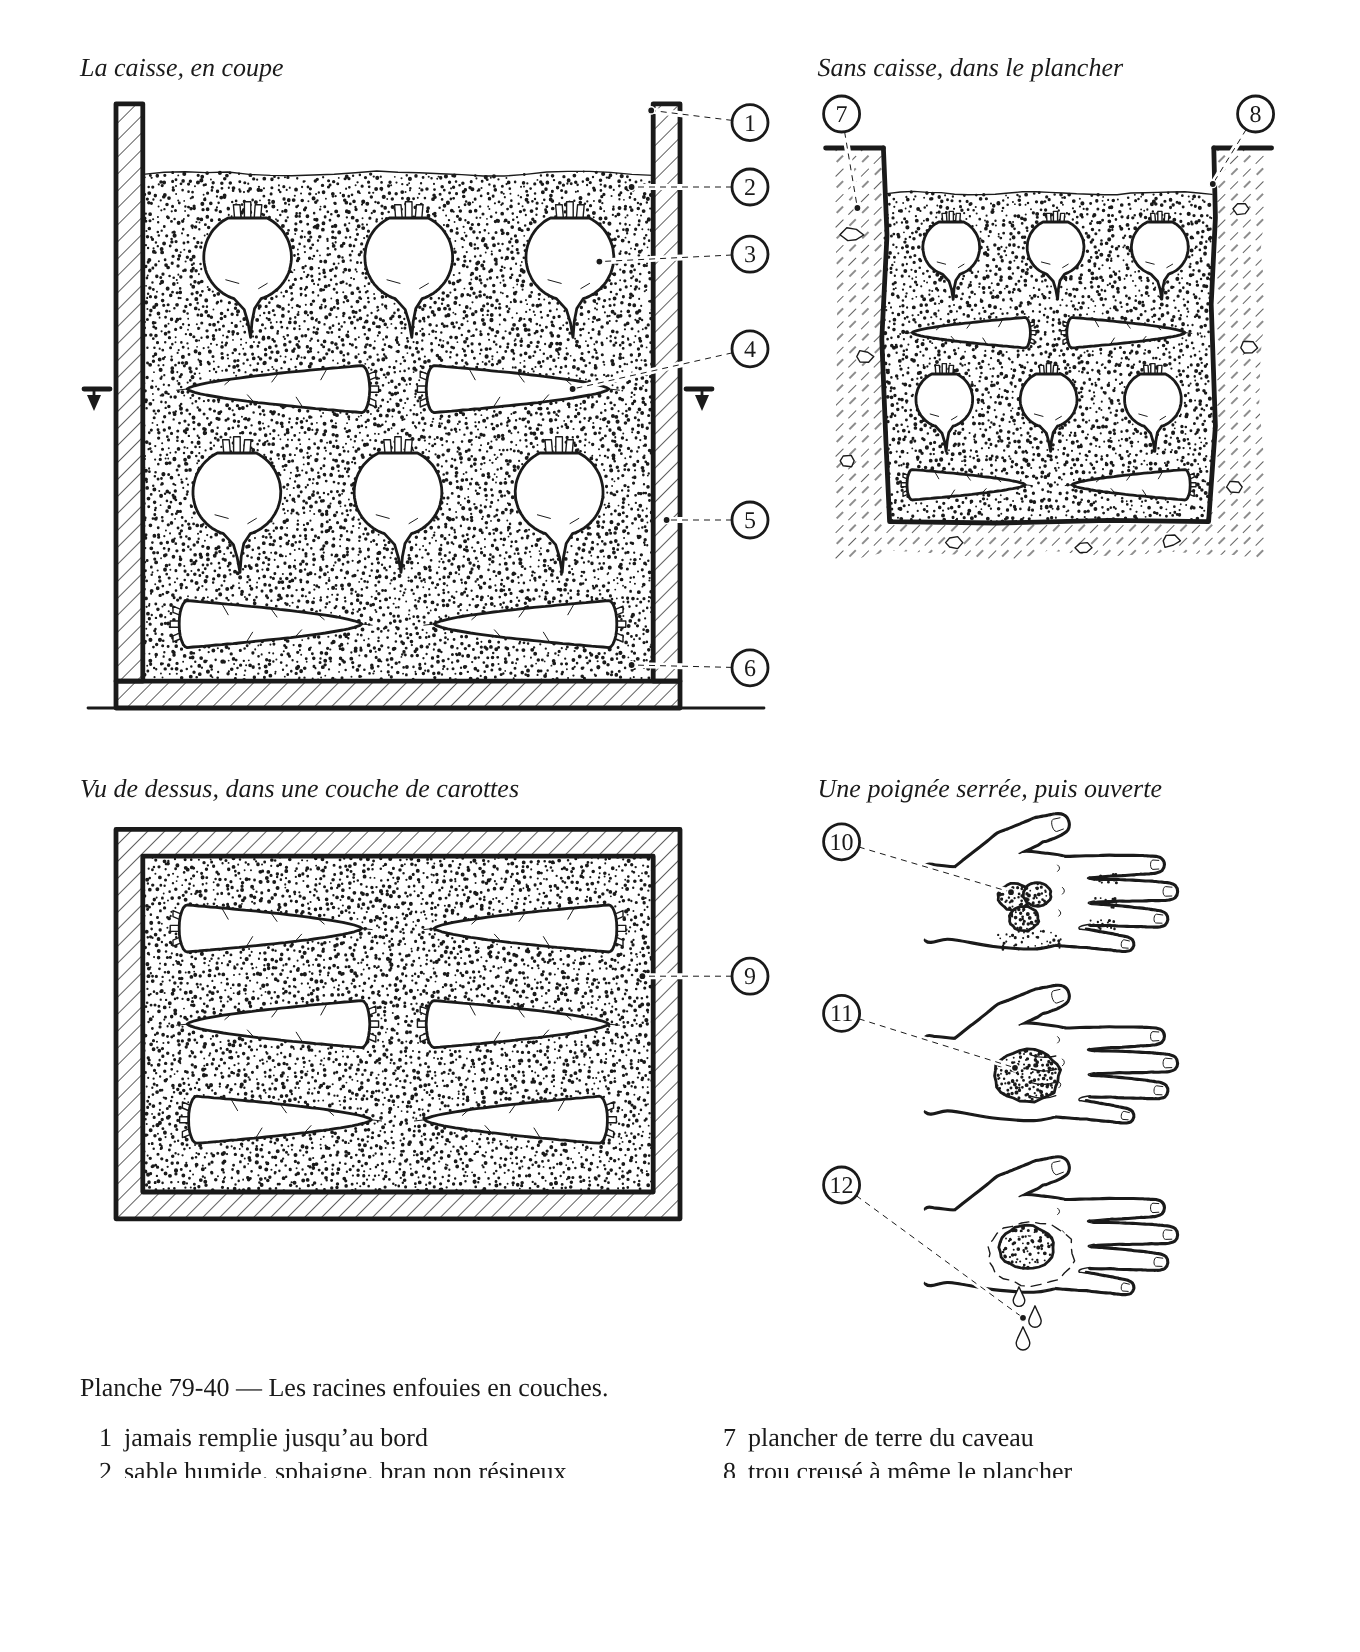 La caisse, en coupe
Sans caisse, dans le plancher
1
2
3
4
5
6
7
8
Vu de dessus, dans une couche de carottes
Une poignée serrée, puis ouverte
9
10
11
12
Planche 79-40 — Les racines enfouies en couches.
1 jamais remplie jusqu’au bord
2 sable humide, sphaigne, bran non résineux
7 plancher de terre du caveau
8 trou creusé à même le plancher